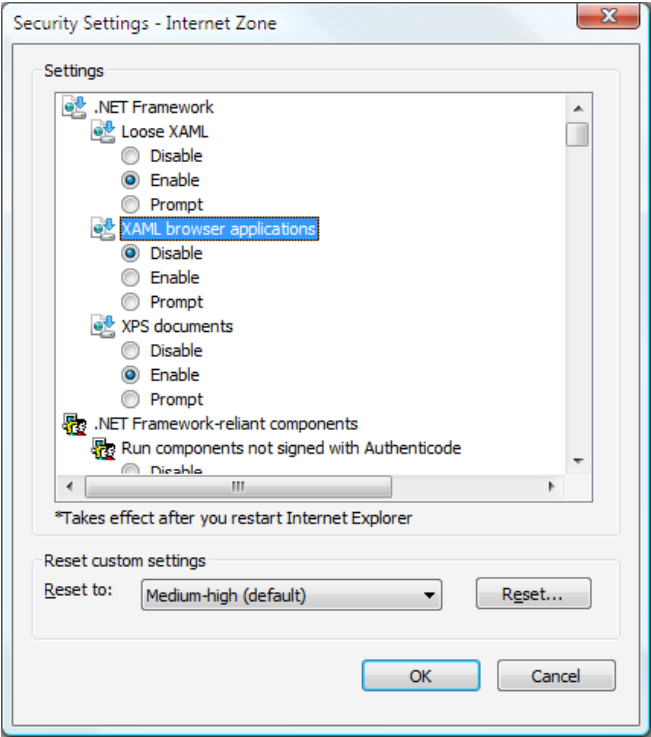 Security Settings - Internet Zone
Settings
.NET Framework
Loose XAML
Disable
Enable
Prompt
XAML browser applications
Disable
Enable
Prompt
XPS documents
Disable
Enable
Prompt
.NET Framework-reliant components
Run components not signed with Authenticode
Disable
*Takes effect after you restart Internet Explorer
Reset custom settings
Reset to: Medium-high (default) Reset...
OK Cancel